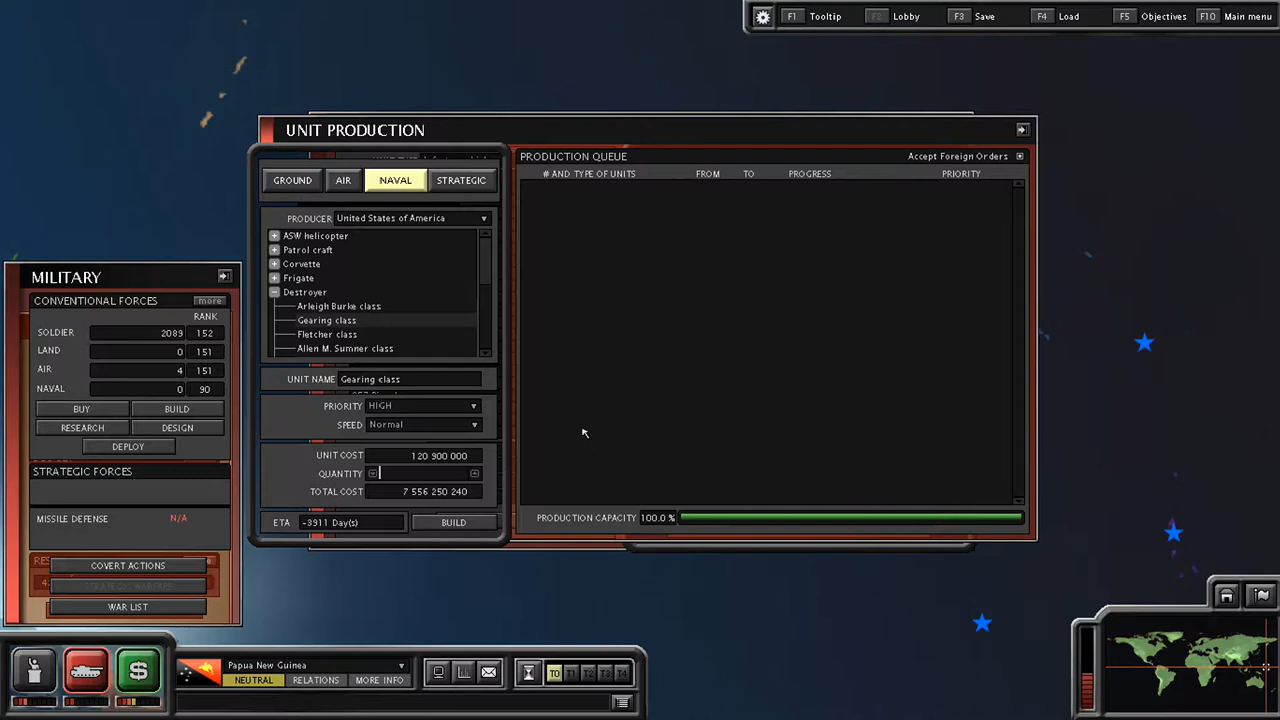 F1 Tooltip F2 Lobby F3 Save F4 Load F5 Objectives F10 Main menu
UNIT PRODUCTION
GROUND AIR NAVAL STRATEGIC
PRODUCER United States of America
ASW helicopter
Patrol craft
Corvette
Frigate
Destroyer
Arleigh Burke class
Gearing class
Fletcher class
Allen M. Sumner class
UNIT NAME Gearing class
PRIORITY HIGH
SPEED Normal
UNIT COST 120 900 000
QUANTITY
TOTAL COST 7 556 250 240
ETA -3911 Day(s) BUILD
PRODUCTION QUEUE Accept Foreign Orders
# AND TYPE OF UNITS FROM TO PROGRESS PRIORITY
PRODUCTION CAPACITY 100.0 %
MILITARY
CONVENTIONAL FORCES more
RANK
SOLDIER 2089 152
LAND 0 151
AIR 4 151
NAVAL 0 90
BUY BUILD
RESEARCH DESIGN
DEPLOY
STRATEGIC FORCES
MISSILE DEFENSE N/A
RES
COVERT ACTIONS
4
STRATEGIC WARFARE
WAR LIST
Papua New Guinea
NEUTRAL RELATIONS MORE INFO
T0 T1 T2 T3 T4